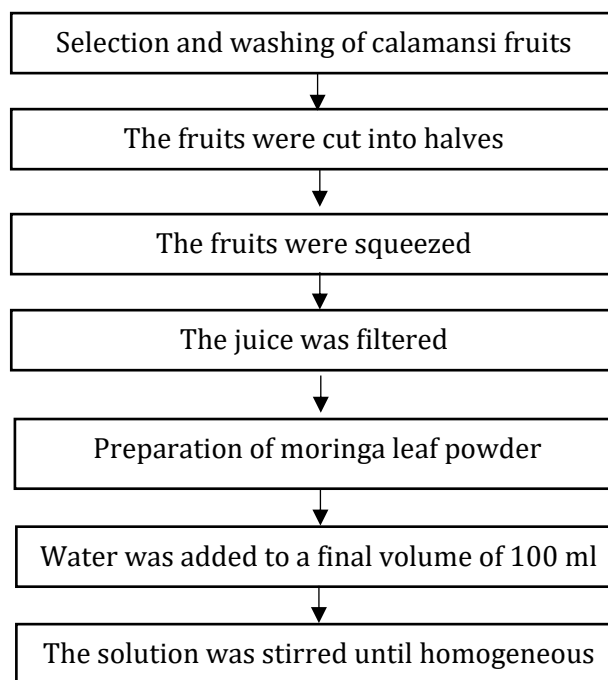 Selection and washing of calamansi fruits
The fruits were cut into halves
The fruits were squeezed
The juice was filtered
Preparation of moringa leaf powder
Water was added to a final volume of 100 ml
The solution was stirred until homogeneous